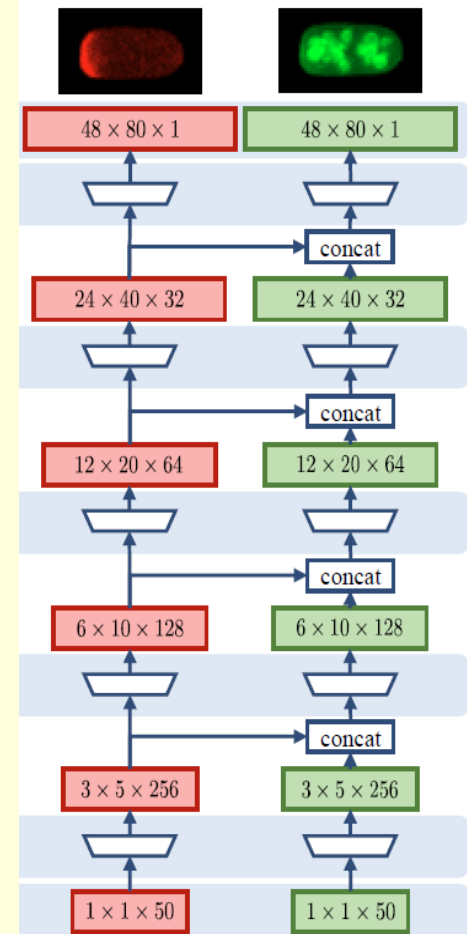 48 × 80 × 1 48 × 80 × 1
concat
24 × 40 × 32 24 × 40 × 32
concat
12 × 20 × 64 12 × 20 × 64
concat
6 × 10 × 128 6 × 10 × 128
concat
3 × 5 × 256 3 × 5 × 256
1 × 1 × 50 1 × 1 × 50